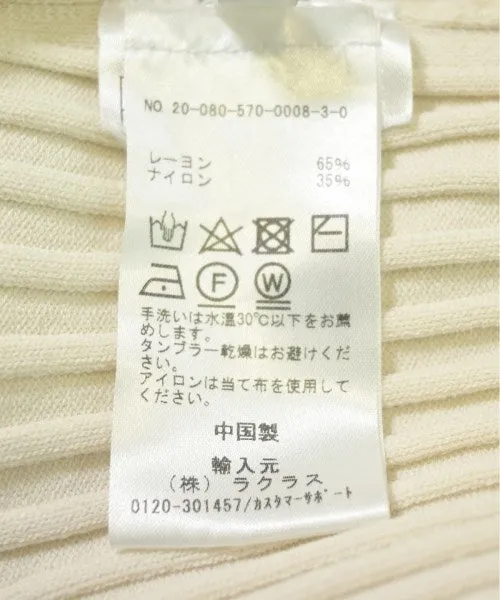 NO. 20-080-570-0008-3-0
レーヨン 65%
ナイロン 35%
F W
手洗いは水温30℃以下をお薦
めします。
タンブラー乾燥はお避けくだ
さい。
アイロンは当て布を使用して
ください。
中国製
輸入元
(株) ラクラス
0120-301457/カスタマーサポート